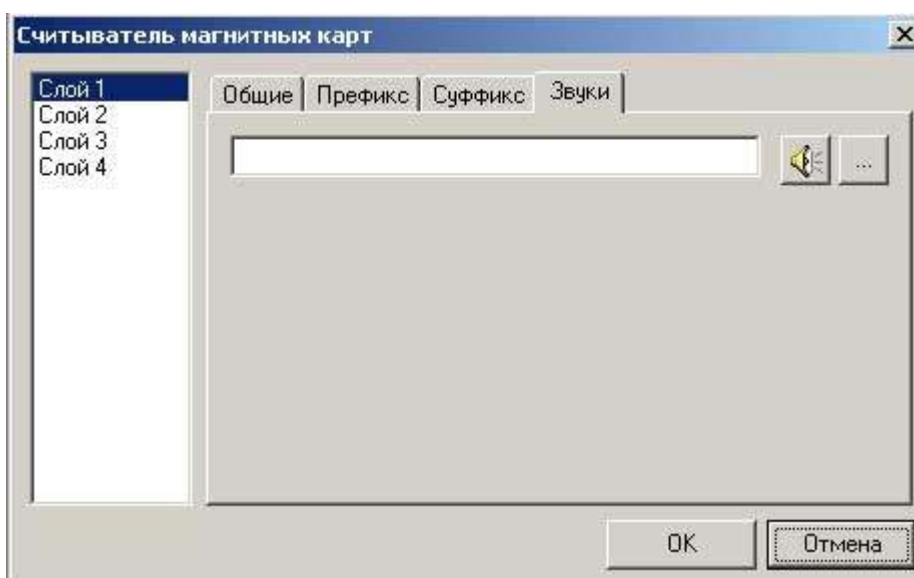 Считыватель магнитных карт
Слой 1
Слой 2
Слой 3
Слой 4
Общие Префикс Суффикс Звуки
...
OK Отмена